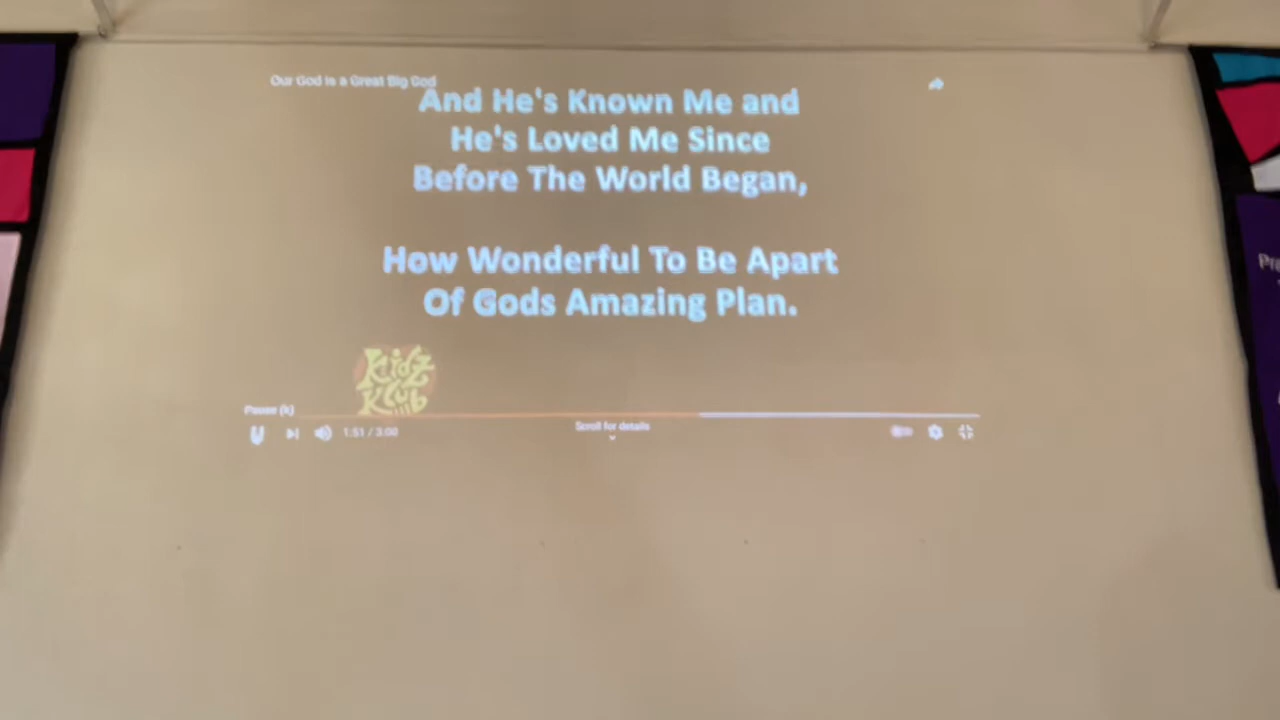 Our God is a Great Big God
And He's Known Me and
He's Loved Me Since
Before The World Began,
How Wonderful To Be Apart
Of Gods Amazing Plan.
Kidz
Klub
Pause (k)
1:51 / 3:00
Scroll for details